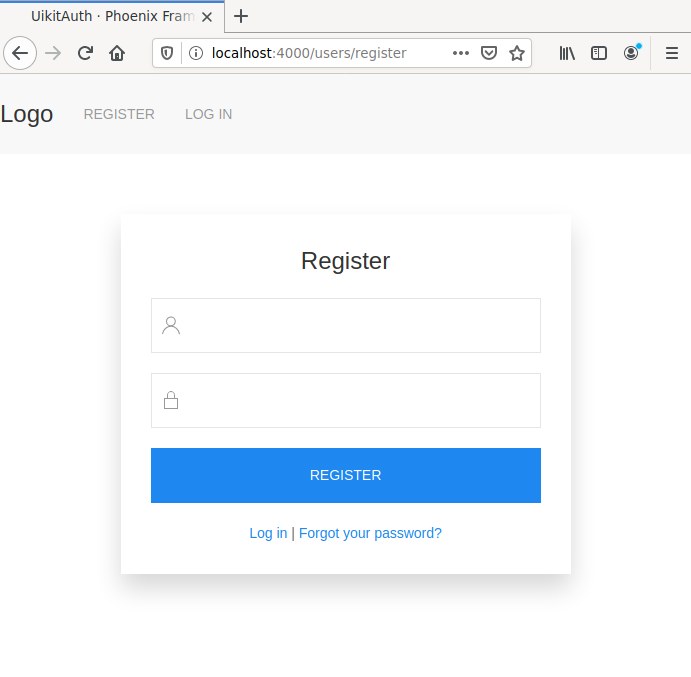 UikitAuth · Phoenix Fram
localhost:4000/users/register
Logo REGISTER LOG IN
Register
REGISTER
Log in | Forgot your password?